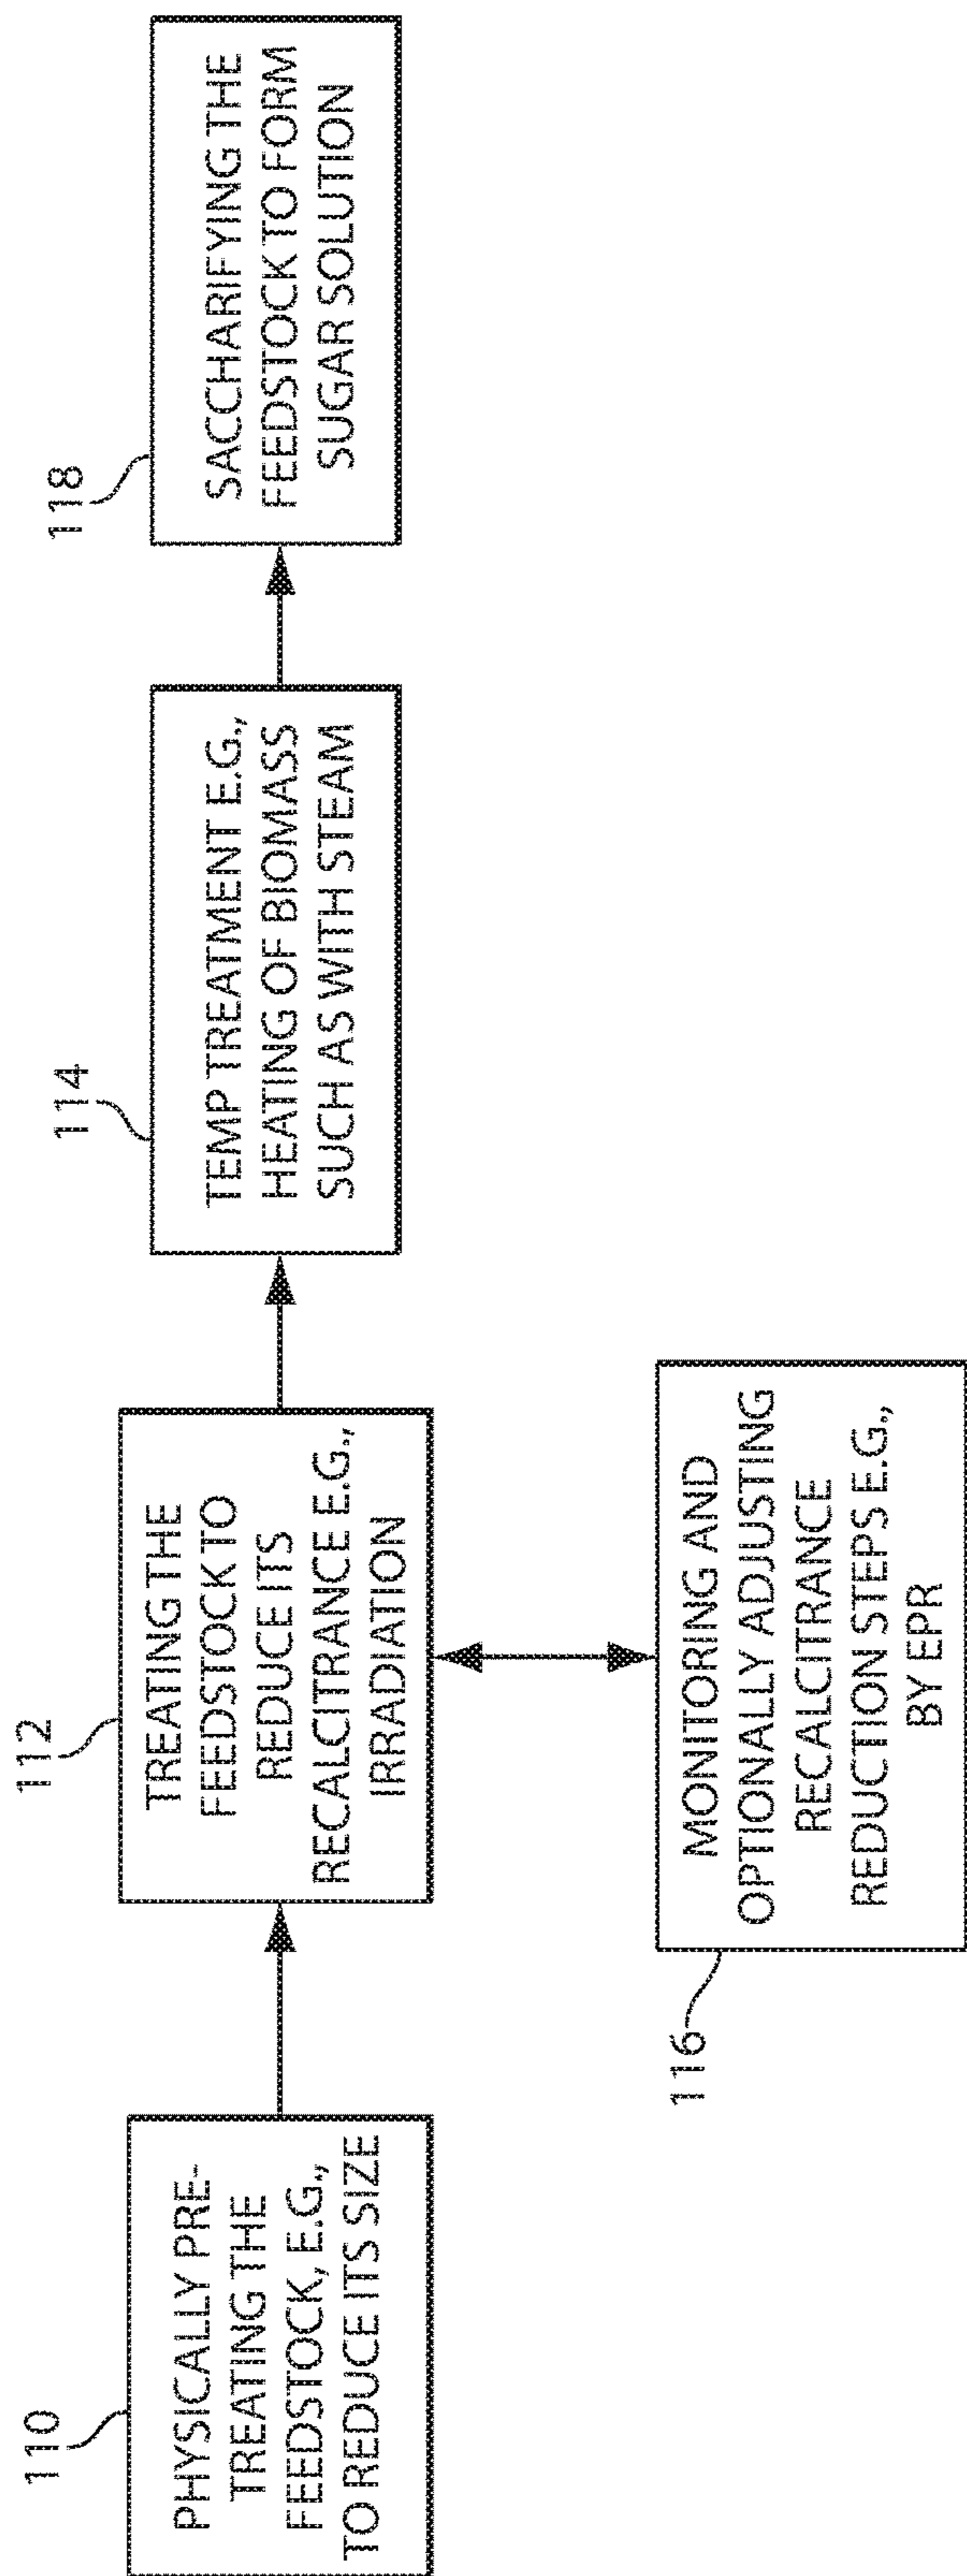 110
PHYSICALLY PRE-
TREATING THE
FEEDSTOCK, E.G.,
TO REDUCE ITS SIZE
112
TREATING THE
FEEDSTOCK TO
REDUCE ITS
RECALCITRANCE E.G.,
IRRADIATION
114
TEMP TREATMENT E.G.,
HEATING OF BIOMASS
SUCH AS WITH STEAM
118
SACCHARIFYING THE
FEEDSTOCK TO FORM
SUGAR SOLUTION
116
MONITORING AND
OPTIONALLY ADJUSTING
RECALCITRANCE
REDUCTION STEPS E.G.,
BY EPR